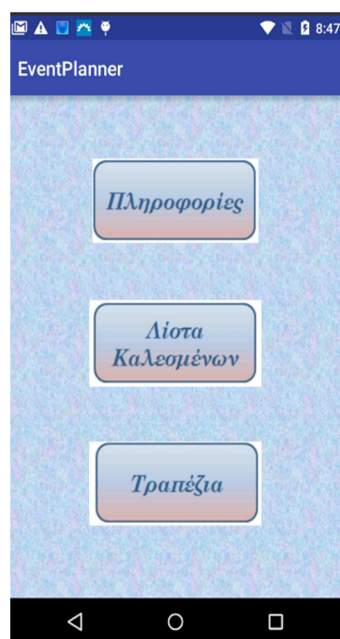 8:47
EventPlanner
Πληροφορίες
Λίστα
Καλεσμένων
Τραπέζια